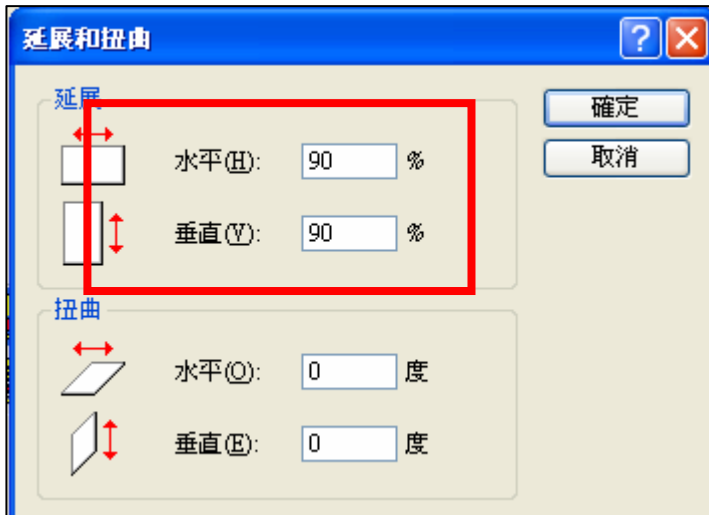 延展和扭曲
延展
水平(H): 90 %
垂直(V): 90 %
扭曲
水平(O): 0 度
垂直(E): 0 度
確定
取消